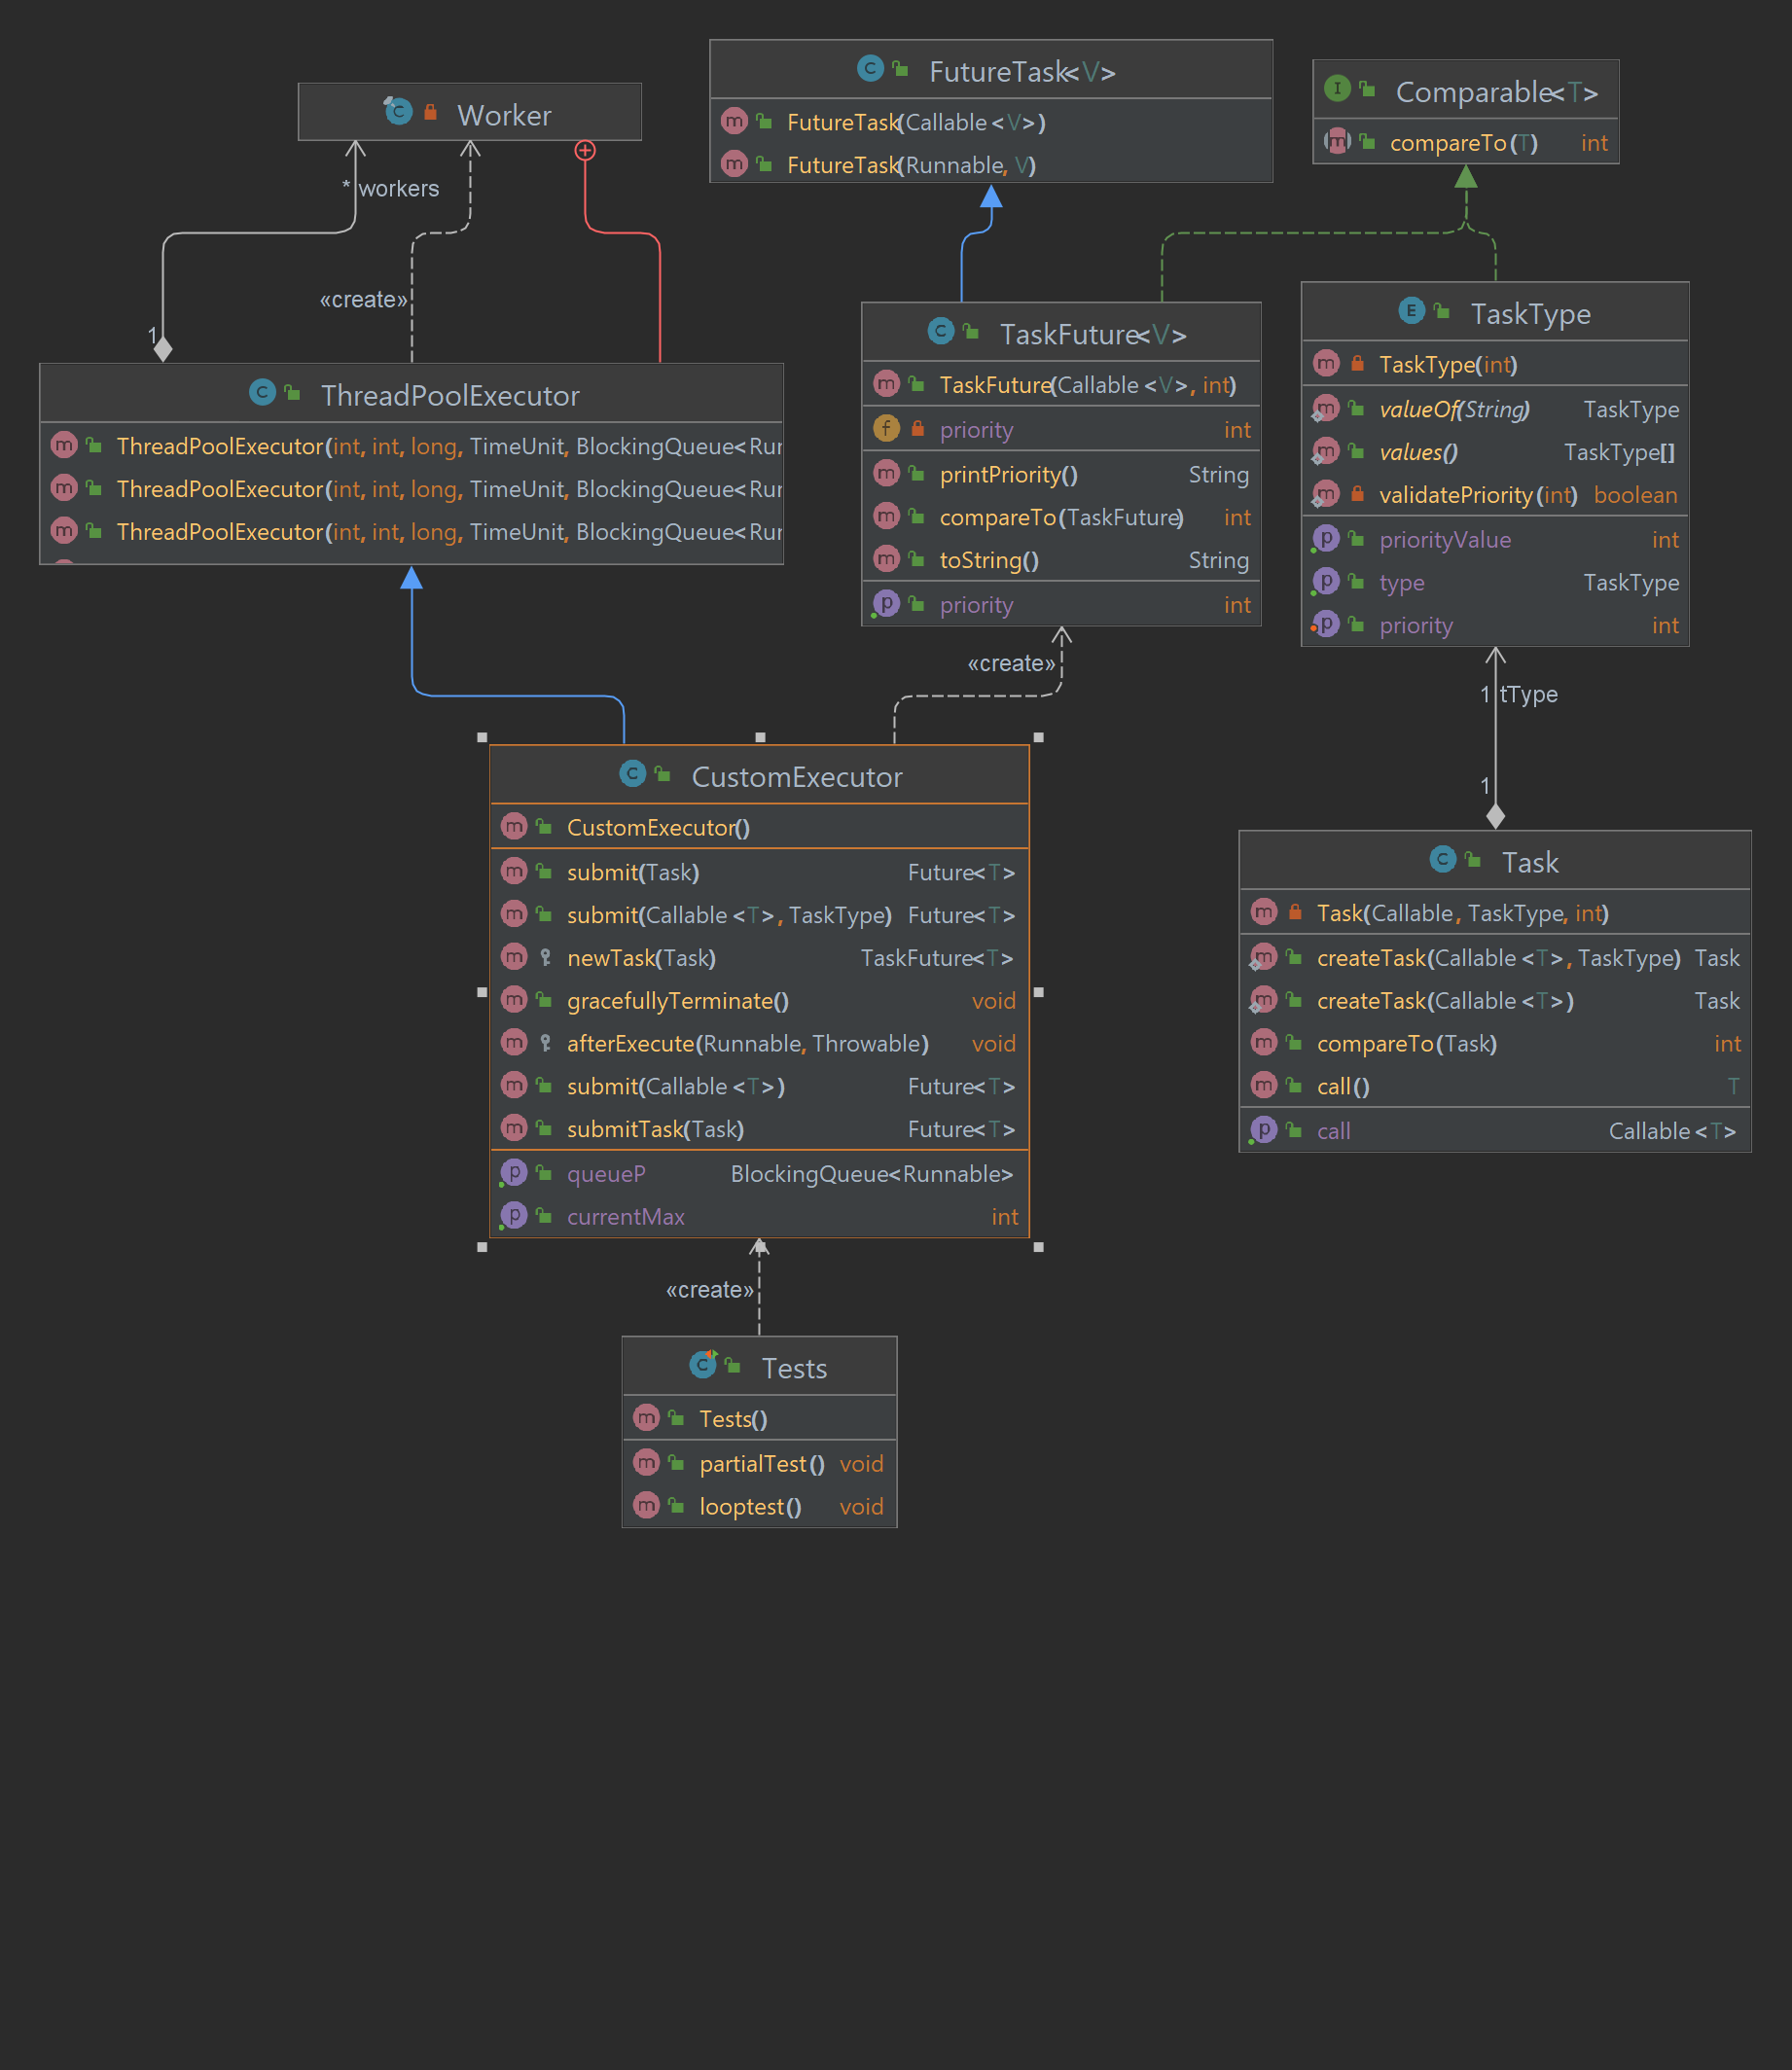 Worker
* workers
«create»
1
ThreadPoolExecutor
ThreadPoolExecutor(int, int, long, TimeUnit, BlockingQueue<Rur
ThreadPoolExecutor(int, int, long, TimeUnit, BlockingQueue<Rur
ThreadPoolExecutor(int, int, long, TimeUnit, BlockingQueue<Rur
FutureTask<V>
FutureTask(Callable<V>)
FutureTask(Runnable, V)
Comparable<T>
compareTo(T) int
TaskFuture<V>
TaskFuture(Callable<V>, int)
priority int
printPriority() String
compareTo(TaskFuture) int
toString() String
priority int
TaskType
TaskType(int)
valueOf(String) TaskType
values() TaskType[]
validatePriority(int) boolean
priorityValue int
type TaskType
priority int
«create»
1 tType
1
CustomExecutor
CustomExecutor()
submit(Task) Future<T>
submit(Callable<T>, TaskType) Future<T>
newTask(Task) TaskFuture<T>
gracefullyTerminate() void
afterExecute(Runnable, Throwable) void
submit(Callable<T>) Future<T>
submitTask(Task) Future<T>
queueP BlockingQueue<Runnable>
currentMax int
Task
Task(Callable, TaskType, int)
createTask(Callable<T>, TaskType) Task
createTask(Callable<T>) Task
compareTo(Task) int
call() T
call Callable<T>
«create»
Tests
Tests()
partialTest() void
looptest() void